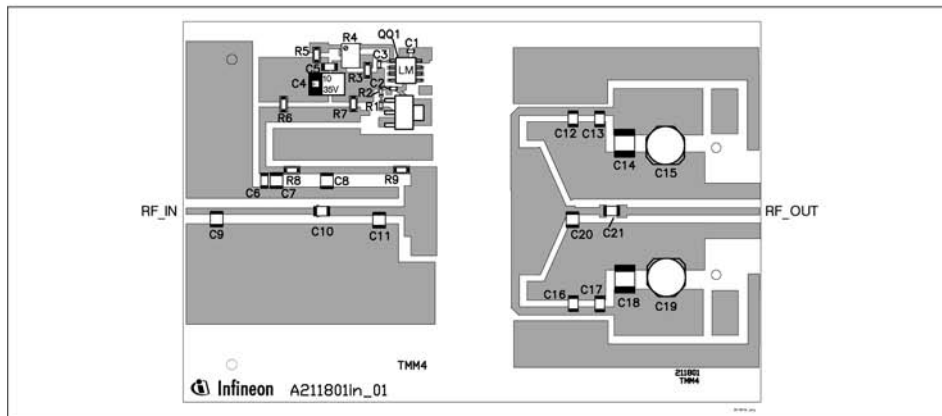 R4
QQ1
C1
R5
C3
LM
C5
R3
C4
10
35V
C2
R2
R1
R6
R7
C12
C13
C14
C15
R8
R9
C6
C7
C8
RF_IN
RF_OUT
C9
C10
C11
C20
C21
C16
C17
C18
C19
TMM4
211801
TMM4
Infineon A211801in_01